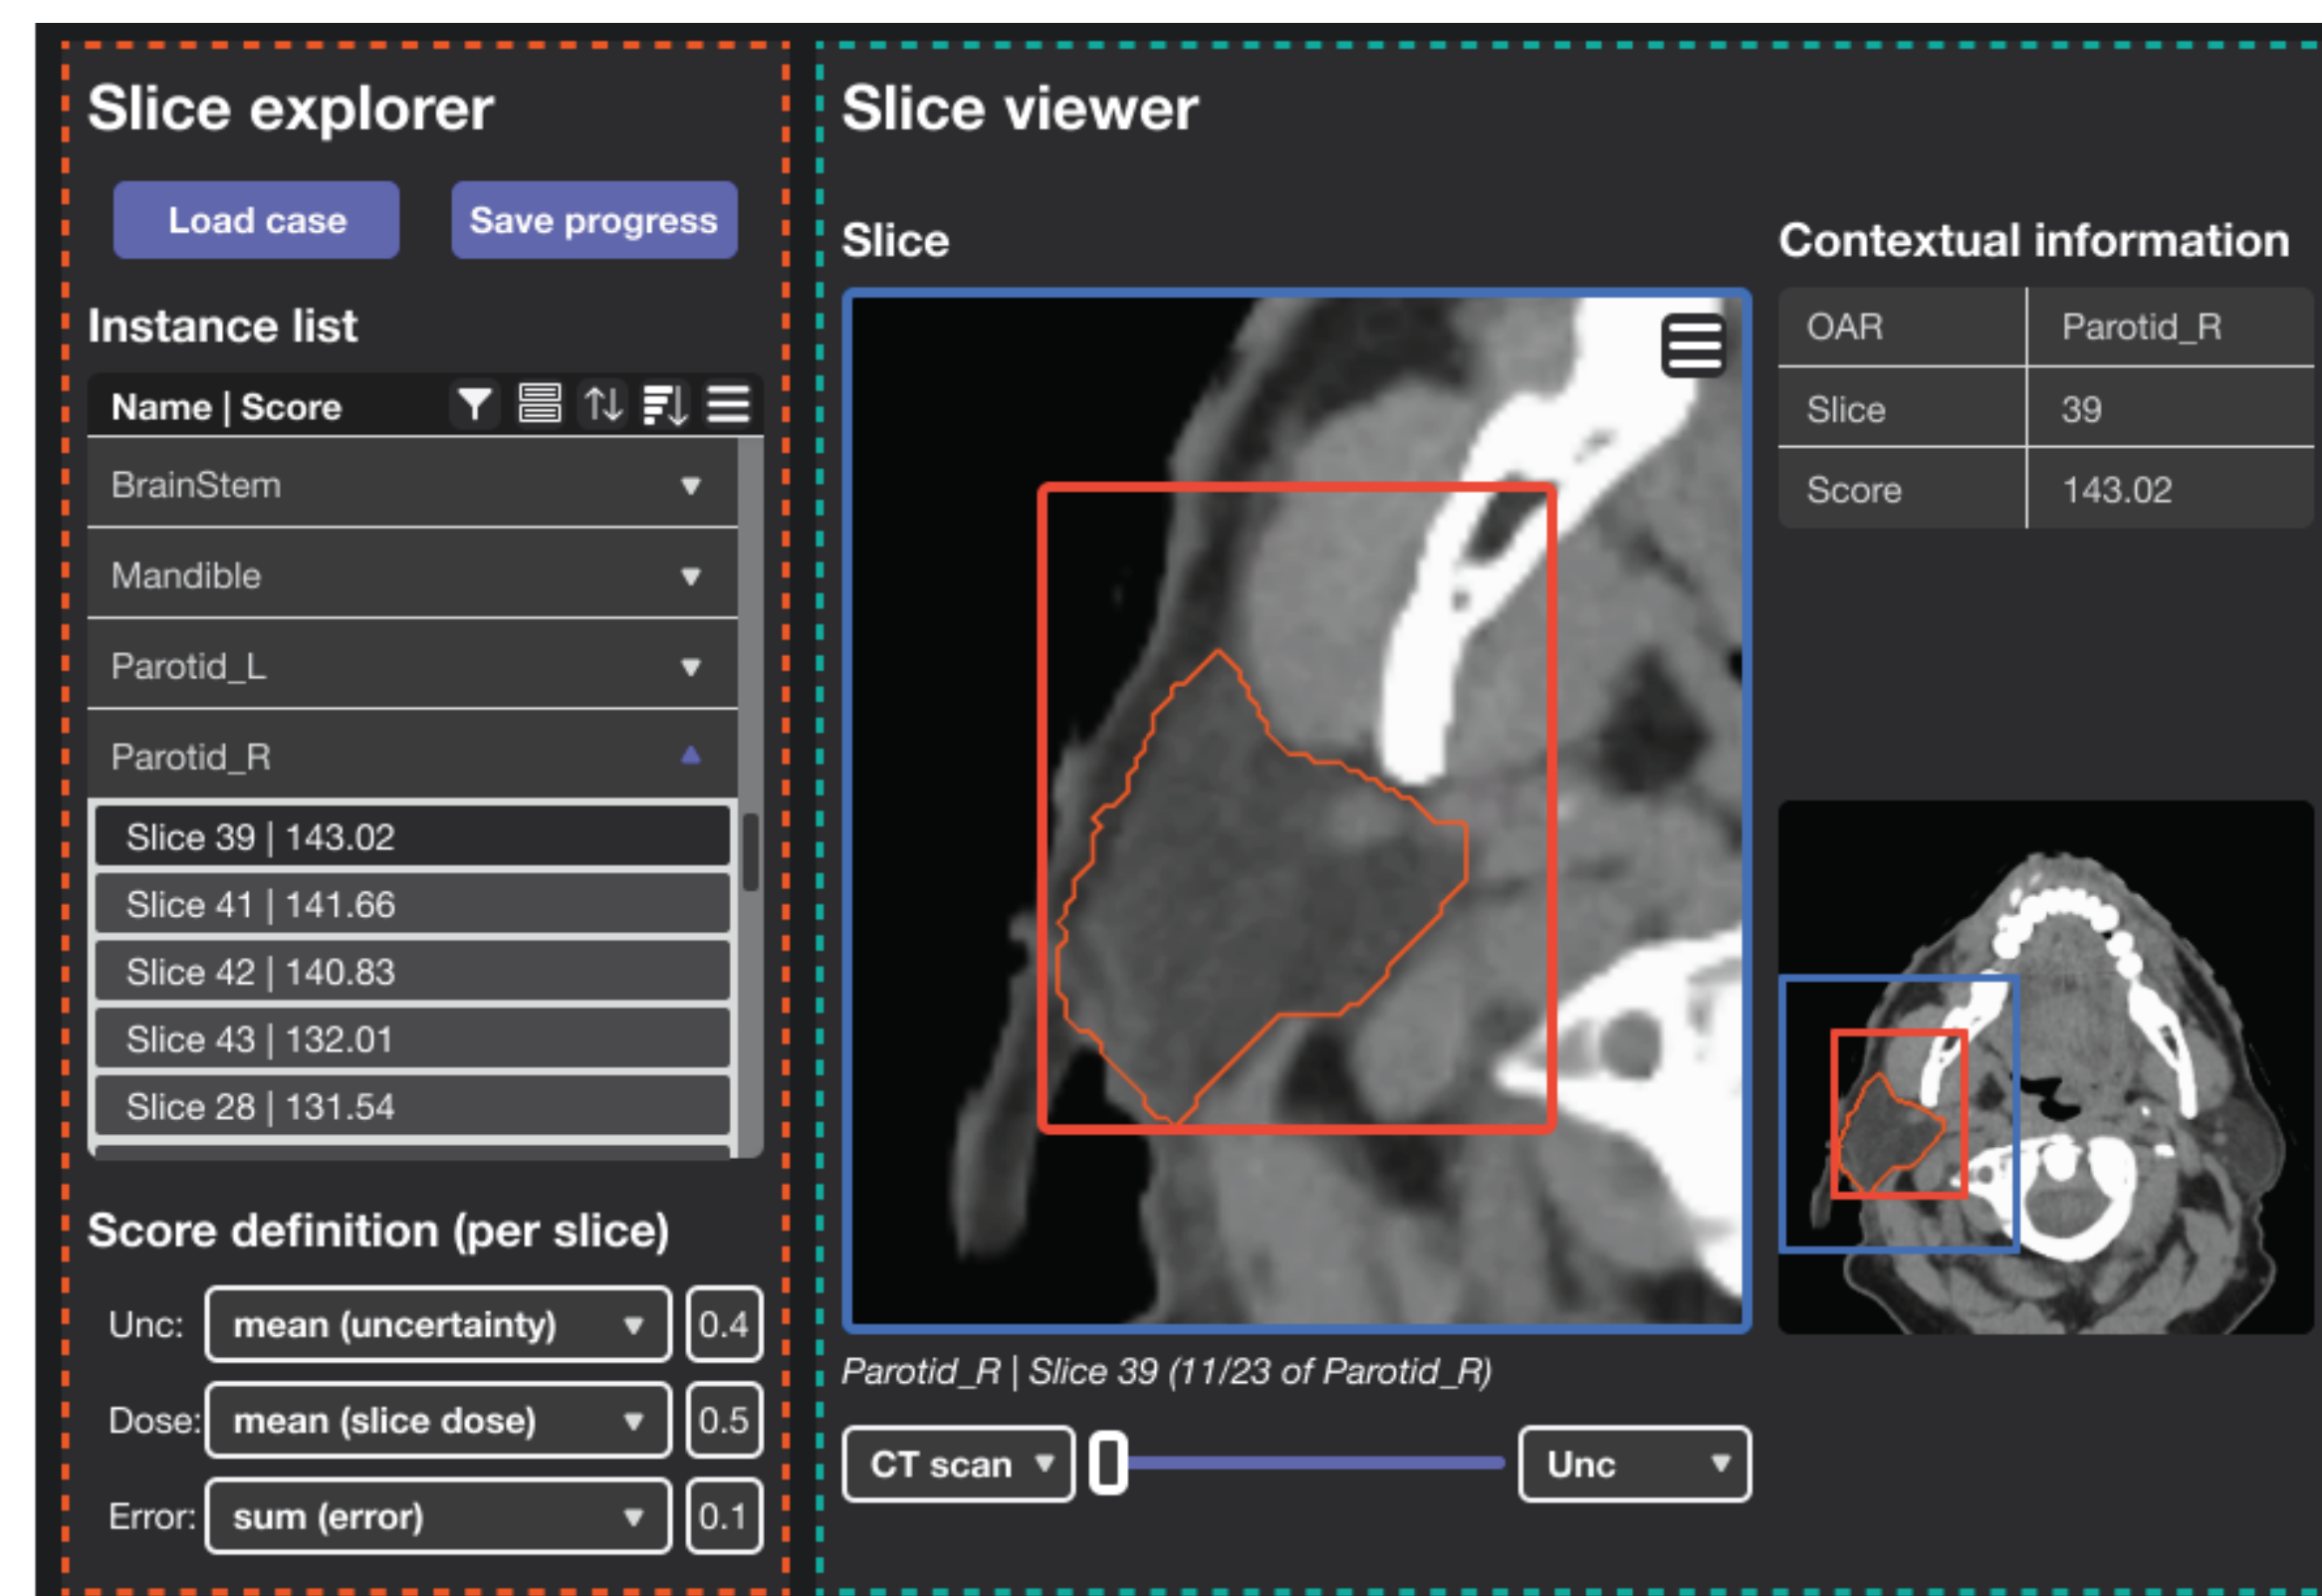 Slice explorer
Load case
Save progress
Instance list
Name | Score
BrainStem
Mandible
Parotid_L
Parotid_R
Slice 39 | 143.02
Slice 41 | 141.66
Slice 42 | 140.83
Slice 43 | 132.01
Slice 28 | 131.54
Score definition (per slice)
Unc: mean (uncertainty) 0.4
Dose: mean (slice dose) 0.5
Error: sum (error) 0.1
Slice viewer
Slice
Parotid_R | Slice 39 (11/23 of Parotid_R)
CT scan
Unc
Contextual information
OAR Parotid_R
Slice 39
Score 143.02